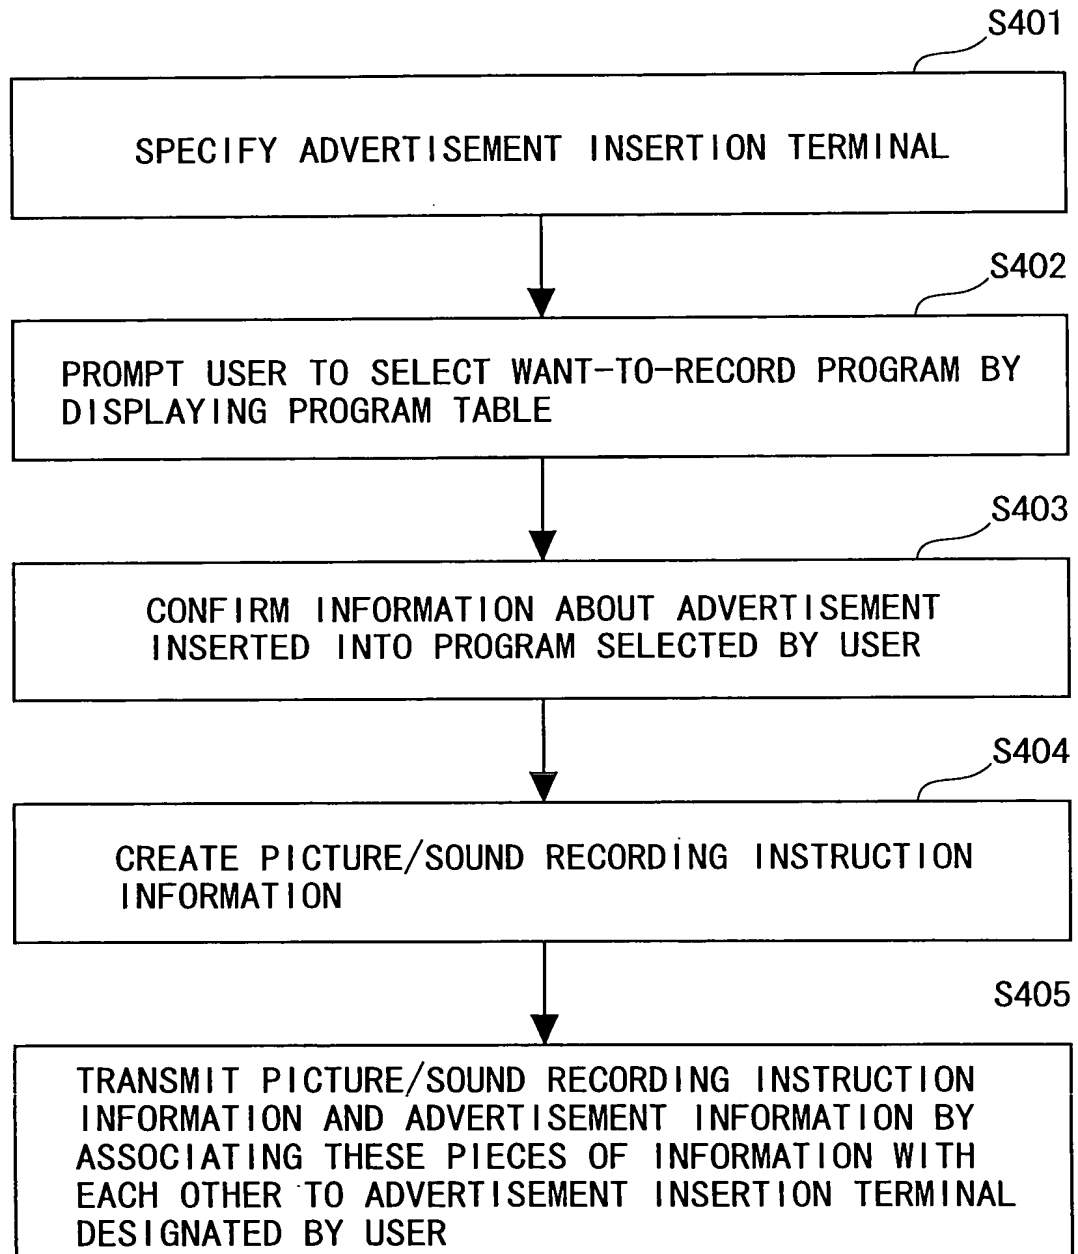 S401
SPECIFY ADVERTISEMENT INSERTION TERMINAL
S402
PROMPT USER TO SELECT WANT-TO-RECORD PROGRAM BY
DISPLAYING PROGRAM TABLE
S403
CONFIRM INFORMATION ABOUT ADVERTISEMENT
INSERTED INTO PROGRAM SELECTED BY USER
S404
CREATE PICTURE/SOUND RECORDING INSTRUCTION
INFORMATION
S405
TRANSMIT PICTURE/SOUND RECORDING INSTRUCTION
INFORMATION AND ADVERTISEMENT INFORMATION BY
ASSOCIATING THESE PIECES OF INFORMATION WITH
EACH OTHER TO ADVERTISEMENT INSERTION TERMINAL
DESIGNATED BY USER